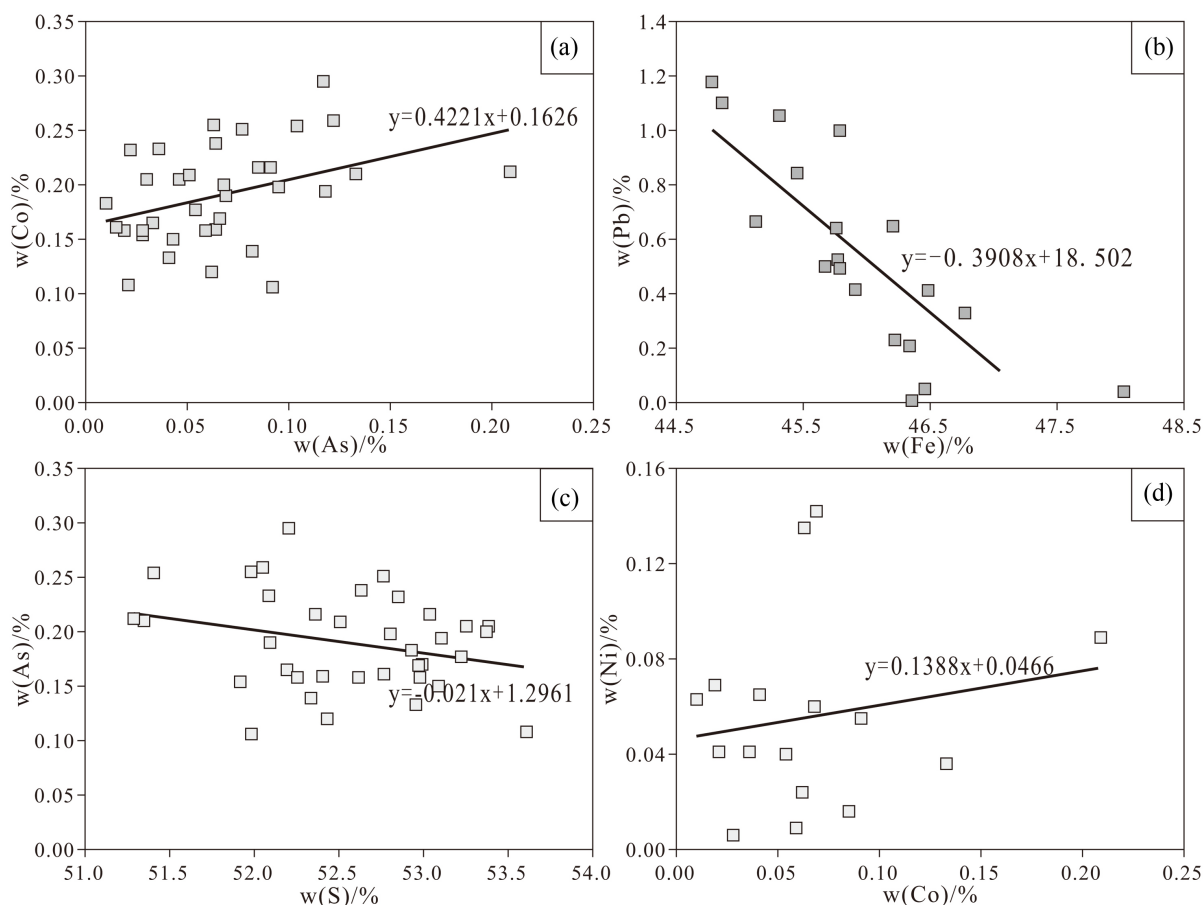 (a)
0.35
0.30
0.25
0.20
0.15
0.10
0.05
0.00
w(Co)/%
y=0.4221x+0.1626
0.00 0.05 0.10 0.15 0.20 0.25
w(As)/%
(b)
1.4
1.2
1.0
0.8
0.6
0.4
0.2
0.0
w(Pb)/%
y=−0.3908x+18.502
44.5 45.5 46.5 47.5 48.5
w(Fe)/%
(c)
0.35
0.30
0.25
0.20
0.15
0.10
0.05
0.00
w(As)/%
y=-0.021x+1.2961
51.0 51.5 52.0 52.5 53.0 53.5 54.0
w(S)/%
(d)
0.16
0.12
0.08
0.04
0.00
w(Ni)/%
y=0.1388x+0.0466
0.00 0.05 0.10 0.15 0.20 0.25
w(Co)/%